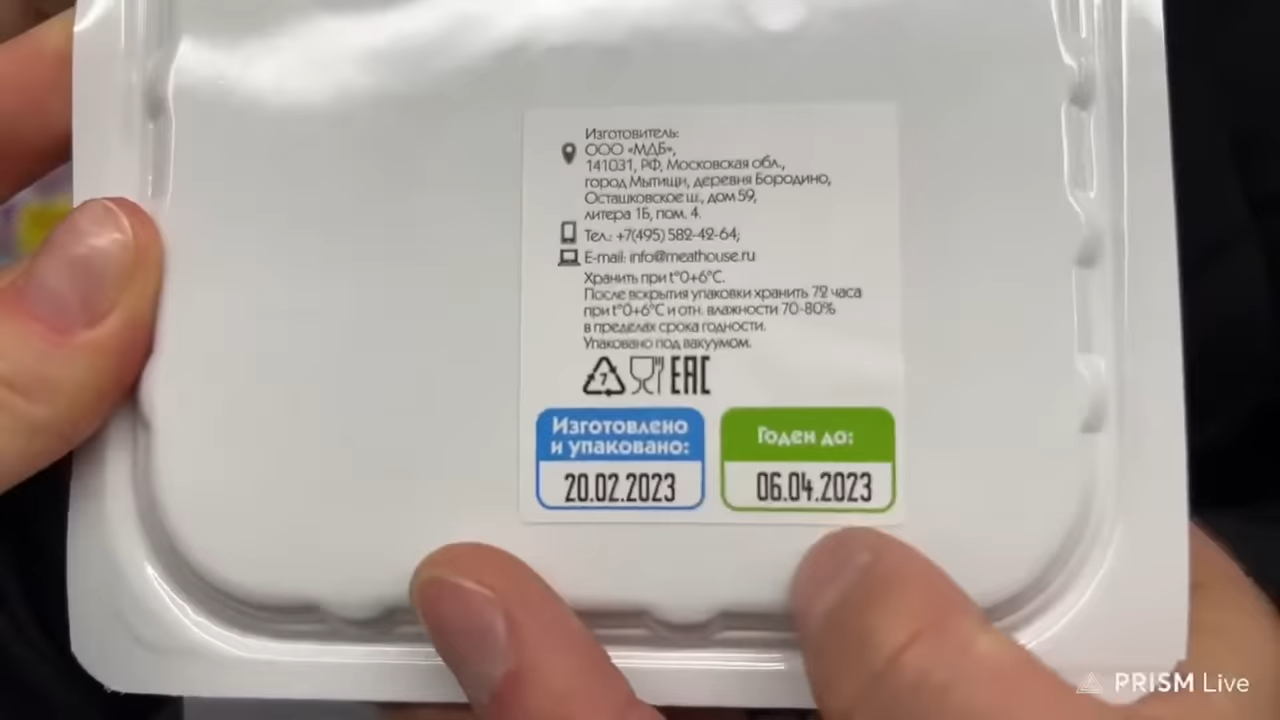 Изготовитель:
ООО «МДБ»,
141031, РФ, Московская обл.,
город Мытищи, деревня Бородино,
Осташковское ш., дом 59,
литера 1Б, пом. 4.
Тел.: +7(495) 582-42-64;
E-mail: info@meathouse.ru
Хранить при t°0+6°C.
После вскрытия упаковки хранить 72 часа
при t°0+6°C и отн. влажности 70-80%
в пределах срока годности.
Упаковано под вакуумом.
7 EAC
Изготовлено
и упаковано:
20.02.2023
Годен до:
06.04.2023
PRISM Live